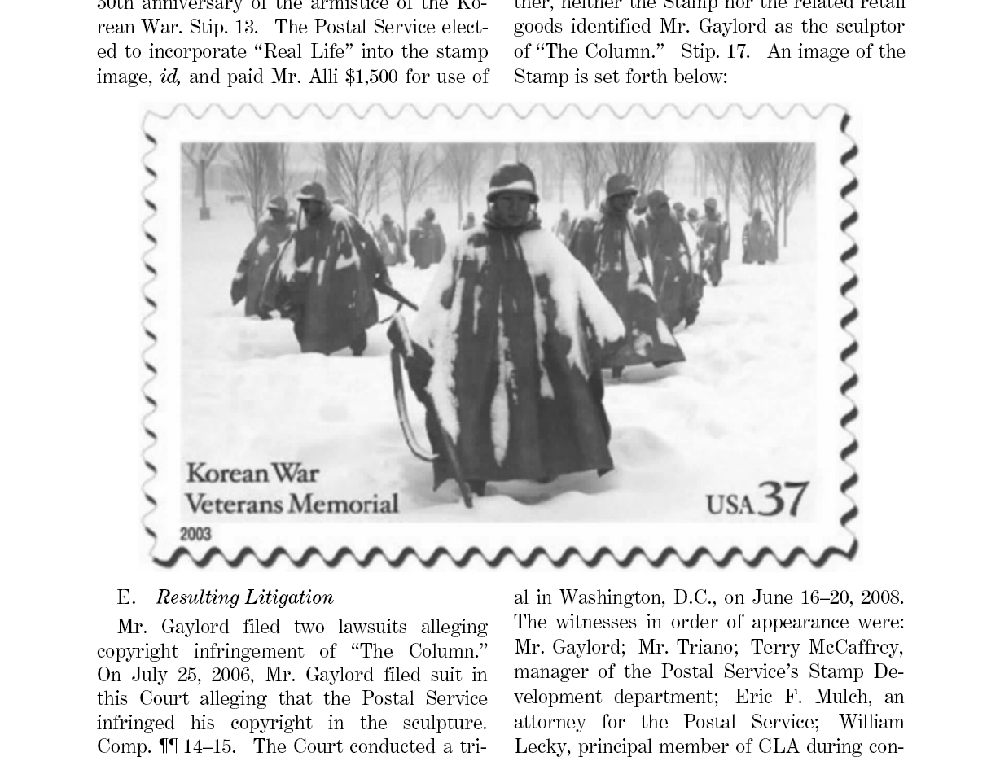 50th anniversary of the armistice of the Ko-
rean War. Stip. 13. The Postal Service elect-
ed to incorporate “Real Life” into the stamp
image, id, and paid Mr. Alli $1,500 for use of
ther, neither the Stamp nor the related retail
goods identified Mr. Gaylord as the sculptor
of “The Column.” Stip. 17. An image of the
Stamp is set forth below:
Korean War
Veterans Memorial
USA 37
2003
E. Resulting Litigation
Mr. Gaylord filed two lawsuits alleging
copyright infringement of “The Column.”
On July 25, 2006, Mr. Gaylord filed suit in
this Court alleging that the Postal Service
infringed his copyright in the sculpture.
Comp. ¶¶ 14–15. The Court conducted a tri-
al in Washington, D.C., on June 16–20, 2008.
The witnesses in order of appearance were:
Mr. Gaylord; Mr. Triano; Terry McCaffrey,
manager of the Postal Service’s Stamp De-
velopment department; Eric F. Mulch, an
attorney for the Postal Service; William
Lecky, principal member of CLA during con-